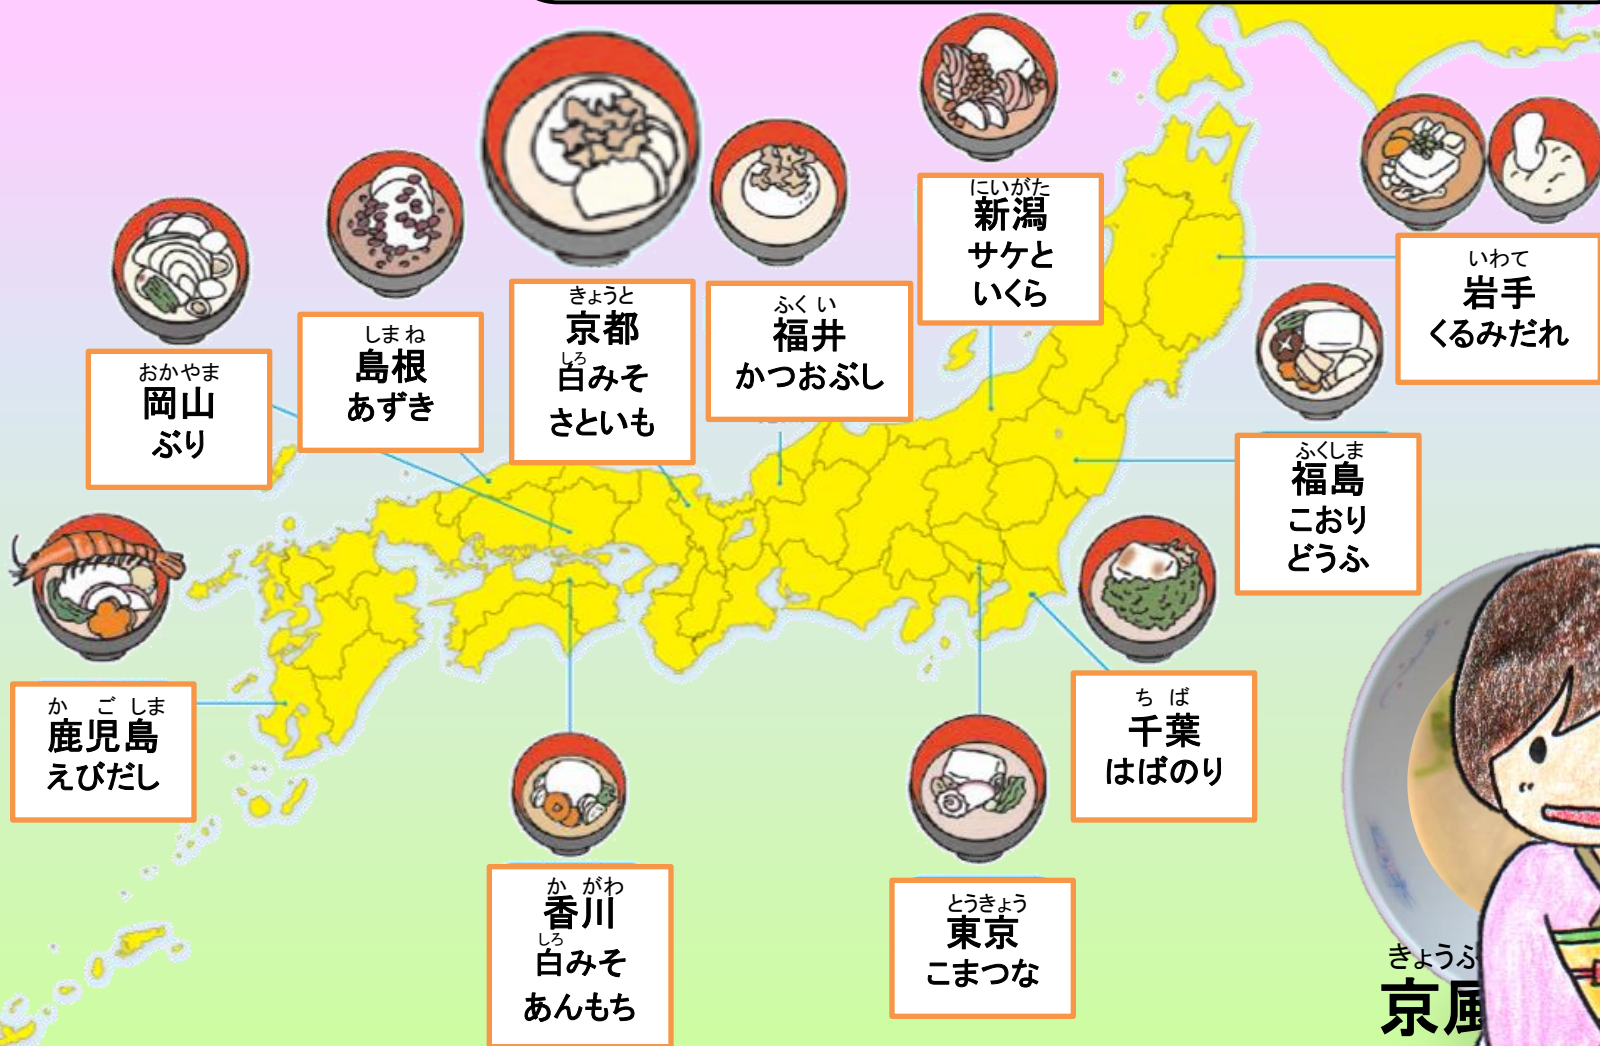 にいがた
新潟
サケと
いくら
いわて
岩手
くるみだれ
きょうと
京都
しろ
白みそ
さといも
ふくい
福井
かつおぶし
しまね
島根
あずき
おかやま
岡山
ぶり
ふくしま
福島
こおり
どうふ
かごしま
鹿児島
えびだし
ちば
千葉
はばのり
かがわ
香川
しろ
白みそ
あんもち
とうきょう
東京
こまつな
きょうふ
京風